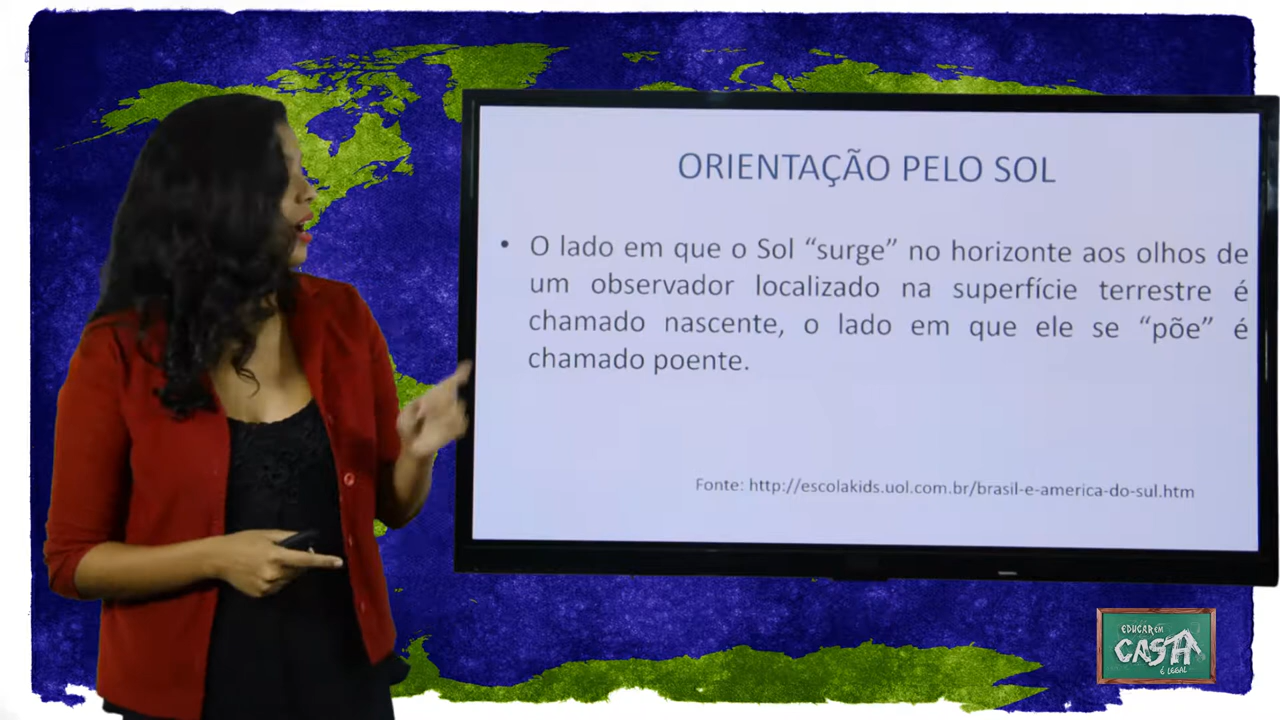 ORIENTAÇÃO PELO SOL
• O lado em que o Sol “surge” no horizonte aos olhos de
um observador localizado na superfície terrestre é
chamado nascente, o lado em que ele se “põe” é
chamado poente.
Fonte: http://escolakids.uol.com.br/brasil-e-america-do-sul.htm
EDUCAR EM
CASA
É LEGAL